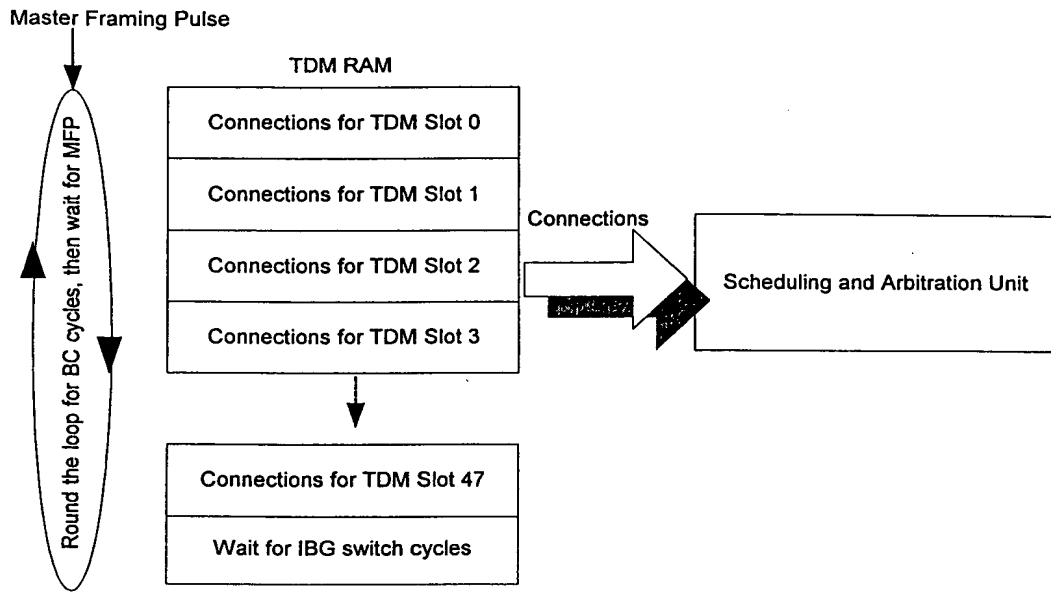 Master Framing Pulse
Round the loop for BC cycles, then wait for MFP
TDM RAM
Connections for TDM Slot 0
Connections for TDM Slot 1
Connections for TDM Slot 2
Connections for TDM Slot 3
Connections for TDM Slot 47
Wait for IBG switch cycles
Connections
Scheduling and Arbitration Unit